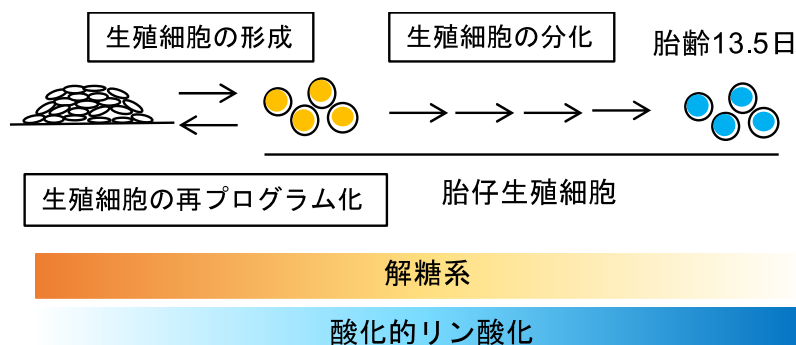 生殖細胞の形成
生殖細胞の分化
胎齢13.5日
生殖細胞の再プログラム化
胎仔生殖細胞
解糖系
酸化的リン酸化